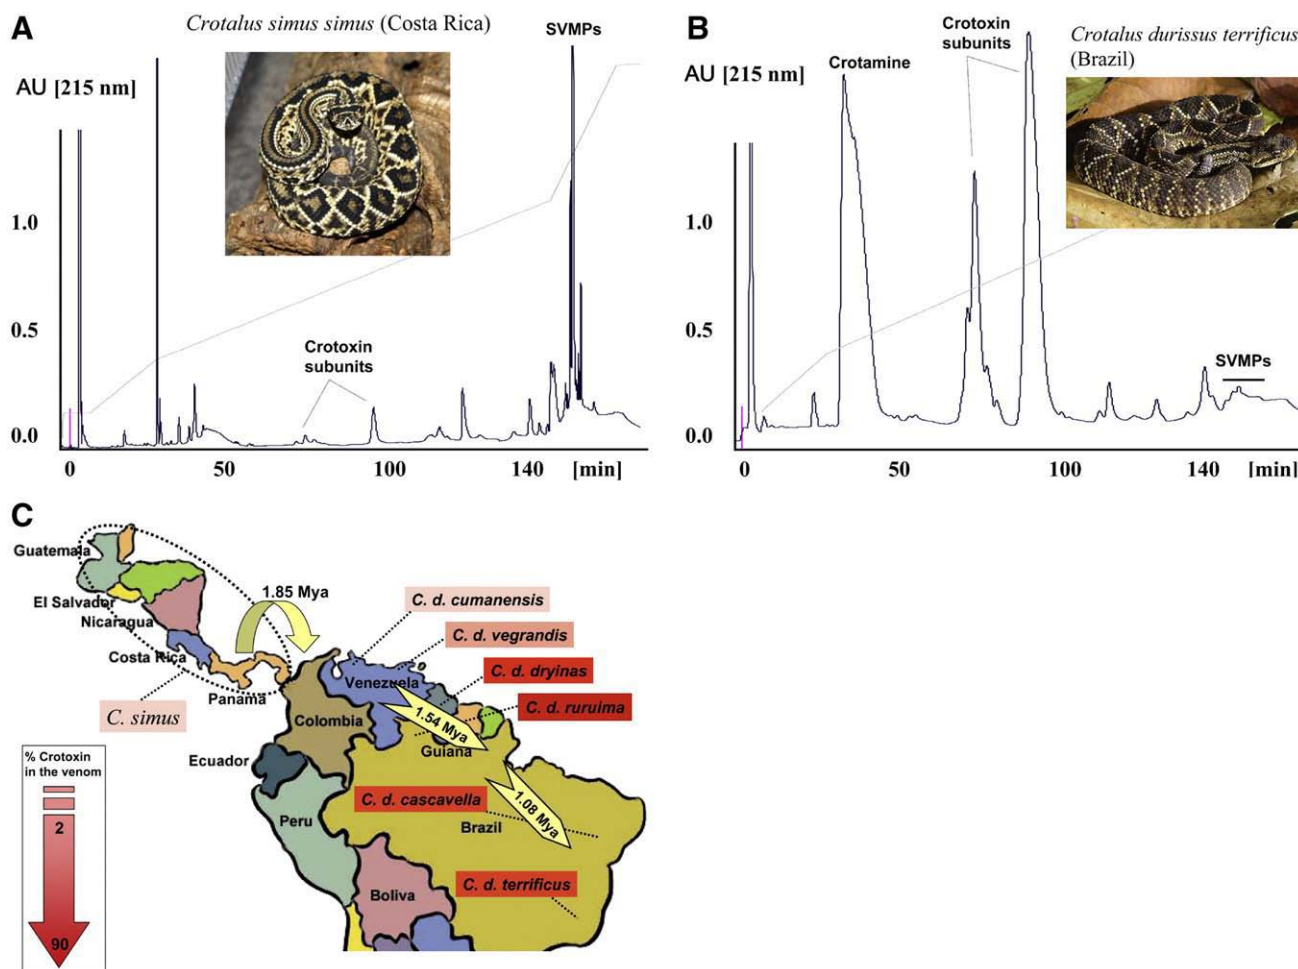 A
Crotalus simus simus (Costa Rica)
SVMPs
AU [215 nm]
1.0
0.5
0.0
Crotoxin
subunits
0 50 100 140 [min]
B
Crotoxin
subunits
Crotamine
Crotalus durissus terrificus
(Brazil)
AU [215 nm]
1.0
0.5
0.0
SVMPs
0 50 100 140 [min]
C
Guatemala
El Salvador
Nicaragua
Costa Rica
Panama
C. simus
1.85 Mya
C. d. cumanensis
C. d. vegrandis
C. d. dryinas
C. d. ruruima
Venezuela
1.54 Mya
Colombia
Guiana
Ecuador
C. d. cascavella
1.08 Mya
Peru
Brazil
C. d. terrificus
Boliva
% Crotoxin
in the venom
2
90